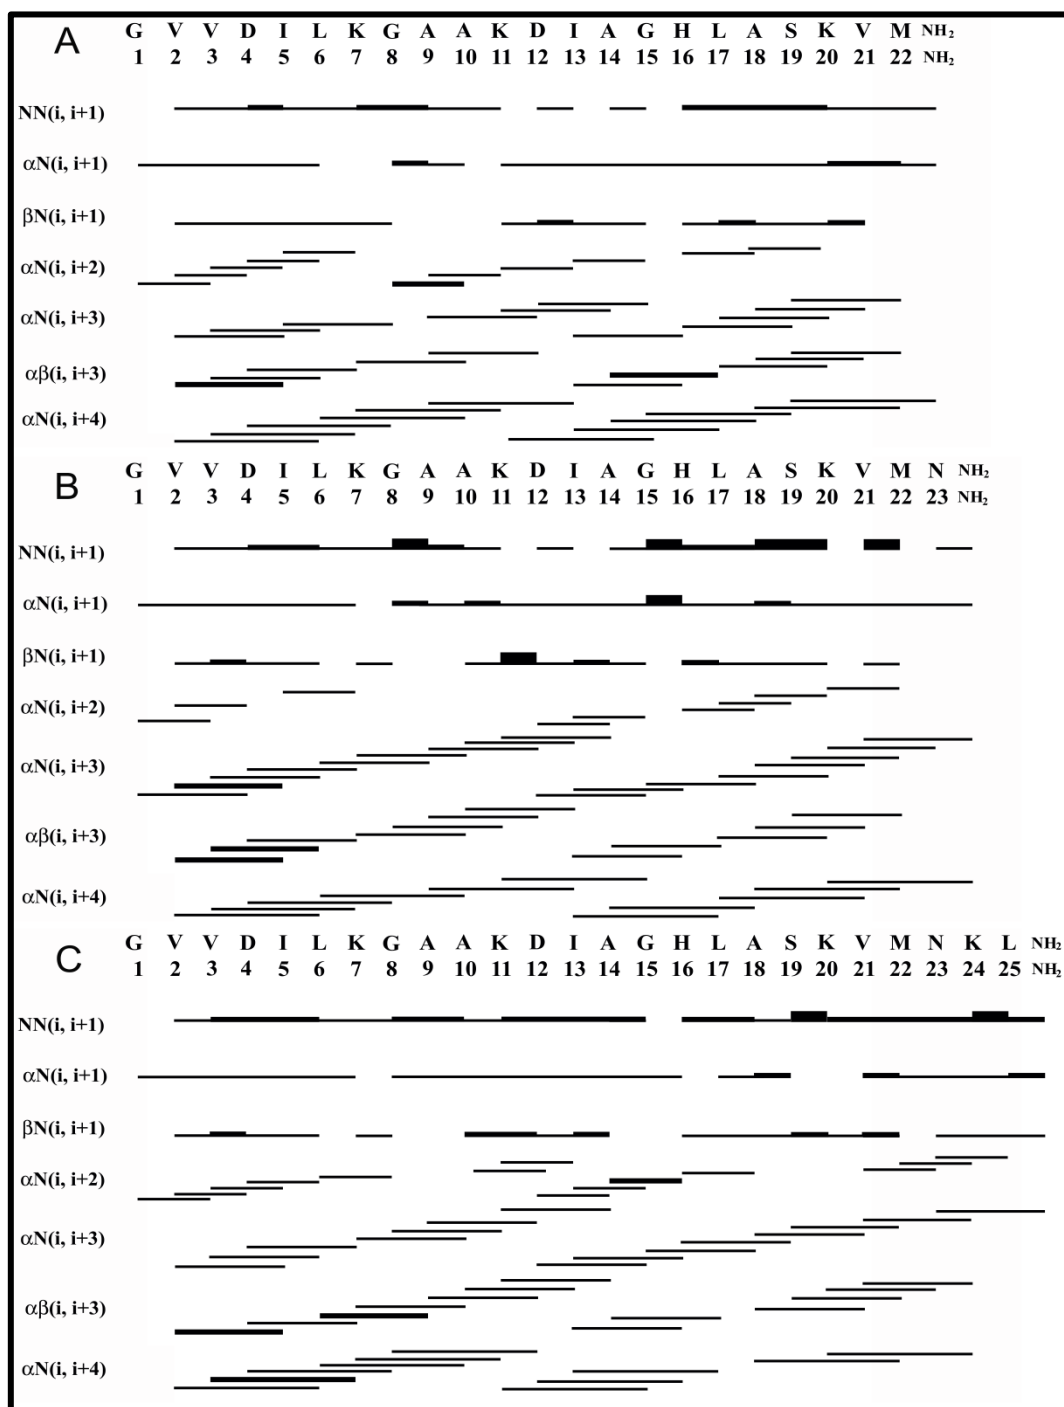 A G V V D I L K G A A K D I A G H L A S K V M NH₂
1 2 3 4 5 6 7 8 9 10 11 12 13 14 15 16 17 18 19 20 21 22 NH₂
NN(i, i+1)
αN(i, i+1)
βN(i, i+1)
αN(i, i+2)
αN(i, i+3)
αβ(i, i+3)
αN(i, i+4)
B G V V D I L K G A A K D I A G H L A S K V M N NH₂
1 2 3 4 5 6 7 8 9 10 11 12 13 14 15 16 17 18 19 20 21 22 23 NH₂
NN(i, i+1)
αN(i, i+1)
βN(i, i+1)
αN(i, i+2)
αN(i, i+3)
αβ(i, i+3)
αN(i, i+4)
C G V V D I L K G A A K D I A G H L A S K V M N K L NH₂
1 2 3 4 5 6 7 8 9 10 11 12 13 14 15 16 17 18 19 20 21 22 23 24 25 NH₂
NN(i, i+1)
αN(i, i+1)
βN(i, i+1)
αN(i, i+2)
αN(i, i+3)
αβ(i, i+3)
αN(i, i+4)